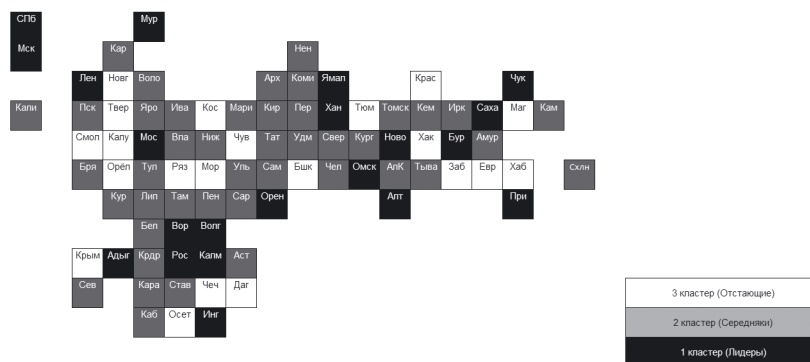 СПб Мур
Мск Кар Нен
Лен Новг Воло Арх Коми Ямал Крас Чук
Кали Пск Твер Яро Ива Кос Мари Кир Пер Хан Тюм Томск Кем Ирк Саха Маг Кам
Смол Калу Мос Вла Ниж Чув Тат Удм Свер Кург Ново Хак Бур Амур
Бря Орёл Тул Ряз Мор Уль Сам Бшк Чел Омск АлК Тыва Заб Евр Хаб Схлн
Кур Лип Там Пен Сар Орен Алт При
Бел Вор Волг
Крым Адыг Крдр Рос Калм Аст
Сев Кара Став Чеч Даг
Каб Осет Инг
3 кластер (Отстающие)
2 кластер (Середняки)
1 кластер (Лидеры)